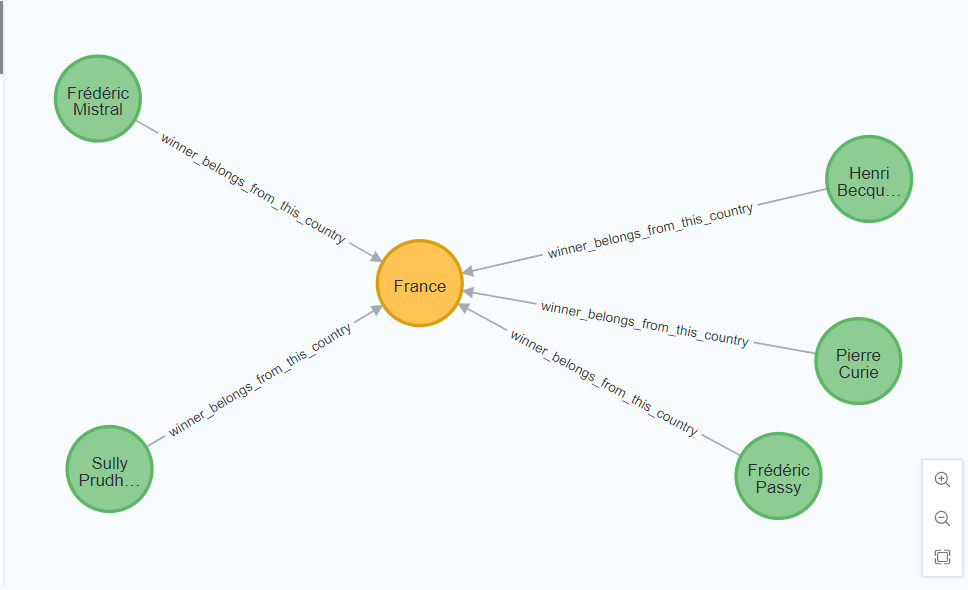 Frédéric
Mistral
winner_belongs_from_this_country
Henri
Becqu…
winner_belongs_from_this_country
France
winner_belongs_from_this_country
Pierre
Curie
winner_belongs_from_this_country
winner_belongs_from_this_country
Sully
Prudh…
Frédéric
Passy